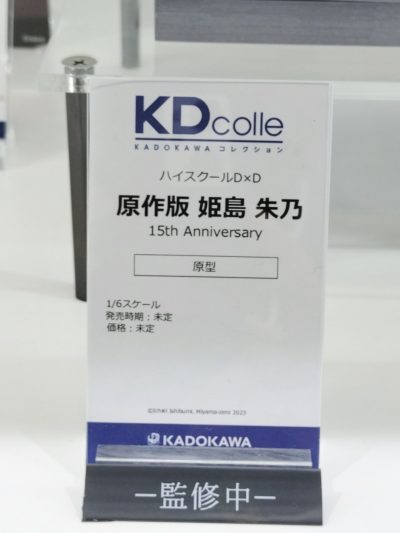 KDcolle
KADOKAWA コレクション
ハイスクールD×D
原作版 姫島 朱乃
15th Anniversary
原型
1/6スケール
発売時期：未定
価格：未定
©Ichiei Ishibumi, Miyama-zero 2023
KADOKAWA
－監修中－